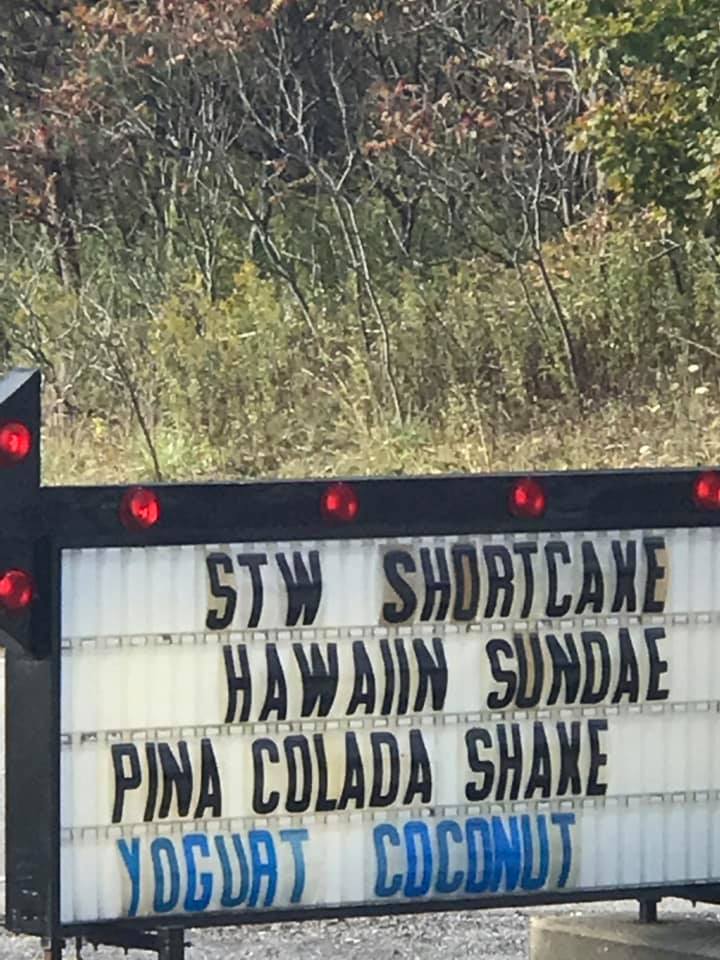 STW SHORTCAKE
HAWAIIN SUNDAE
PINA COLADA SHAKE
YOGURT COCONUT